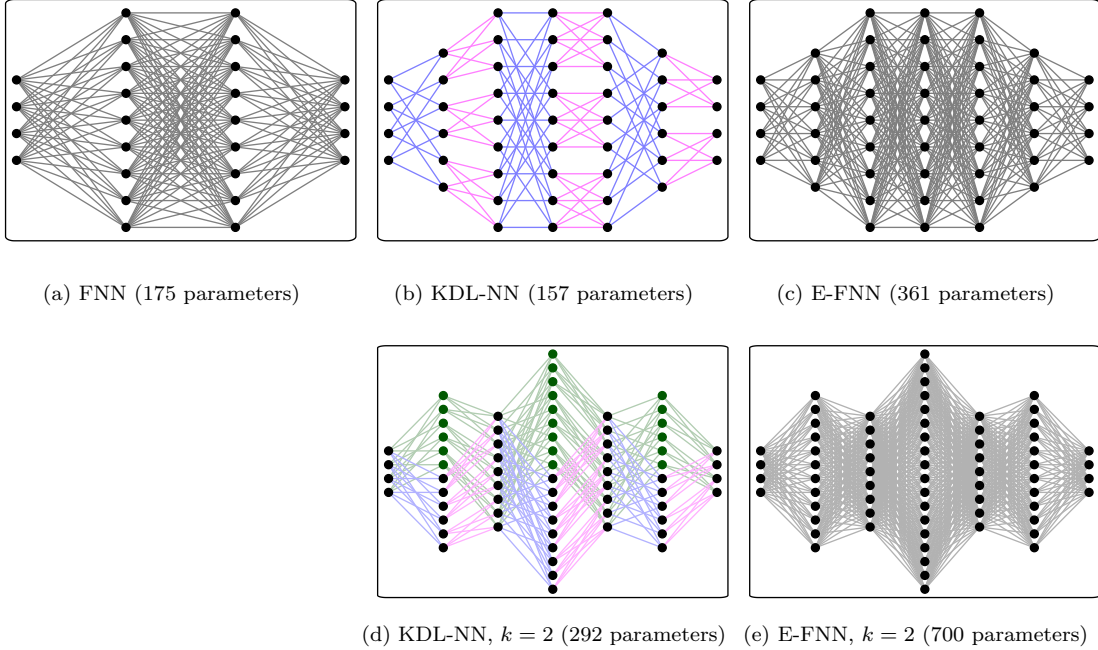 (a) FNN (175 parameters)
(b) KDL-NN (157 parameters)
(c) E-FNN (361 parameters)
(d) KDL-NN, k = 2 (292 parameters)
(e) E-FNN, k = 2 (700 parameters)